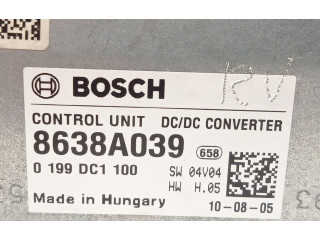 BOSCH
RV
CONTROL UNIT DC/DC CONVERTER
8638A039 658
0 199 DC1 100
SW 04V04
HW H.05
Made in Hungary 10-08-05